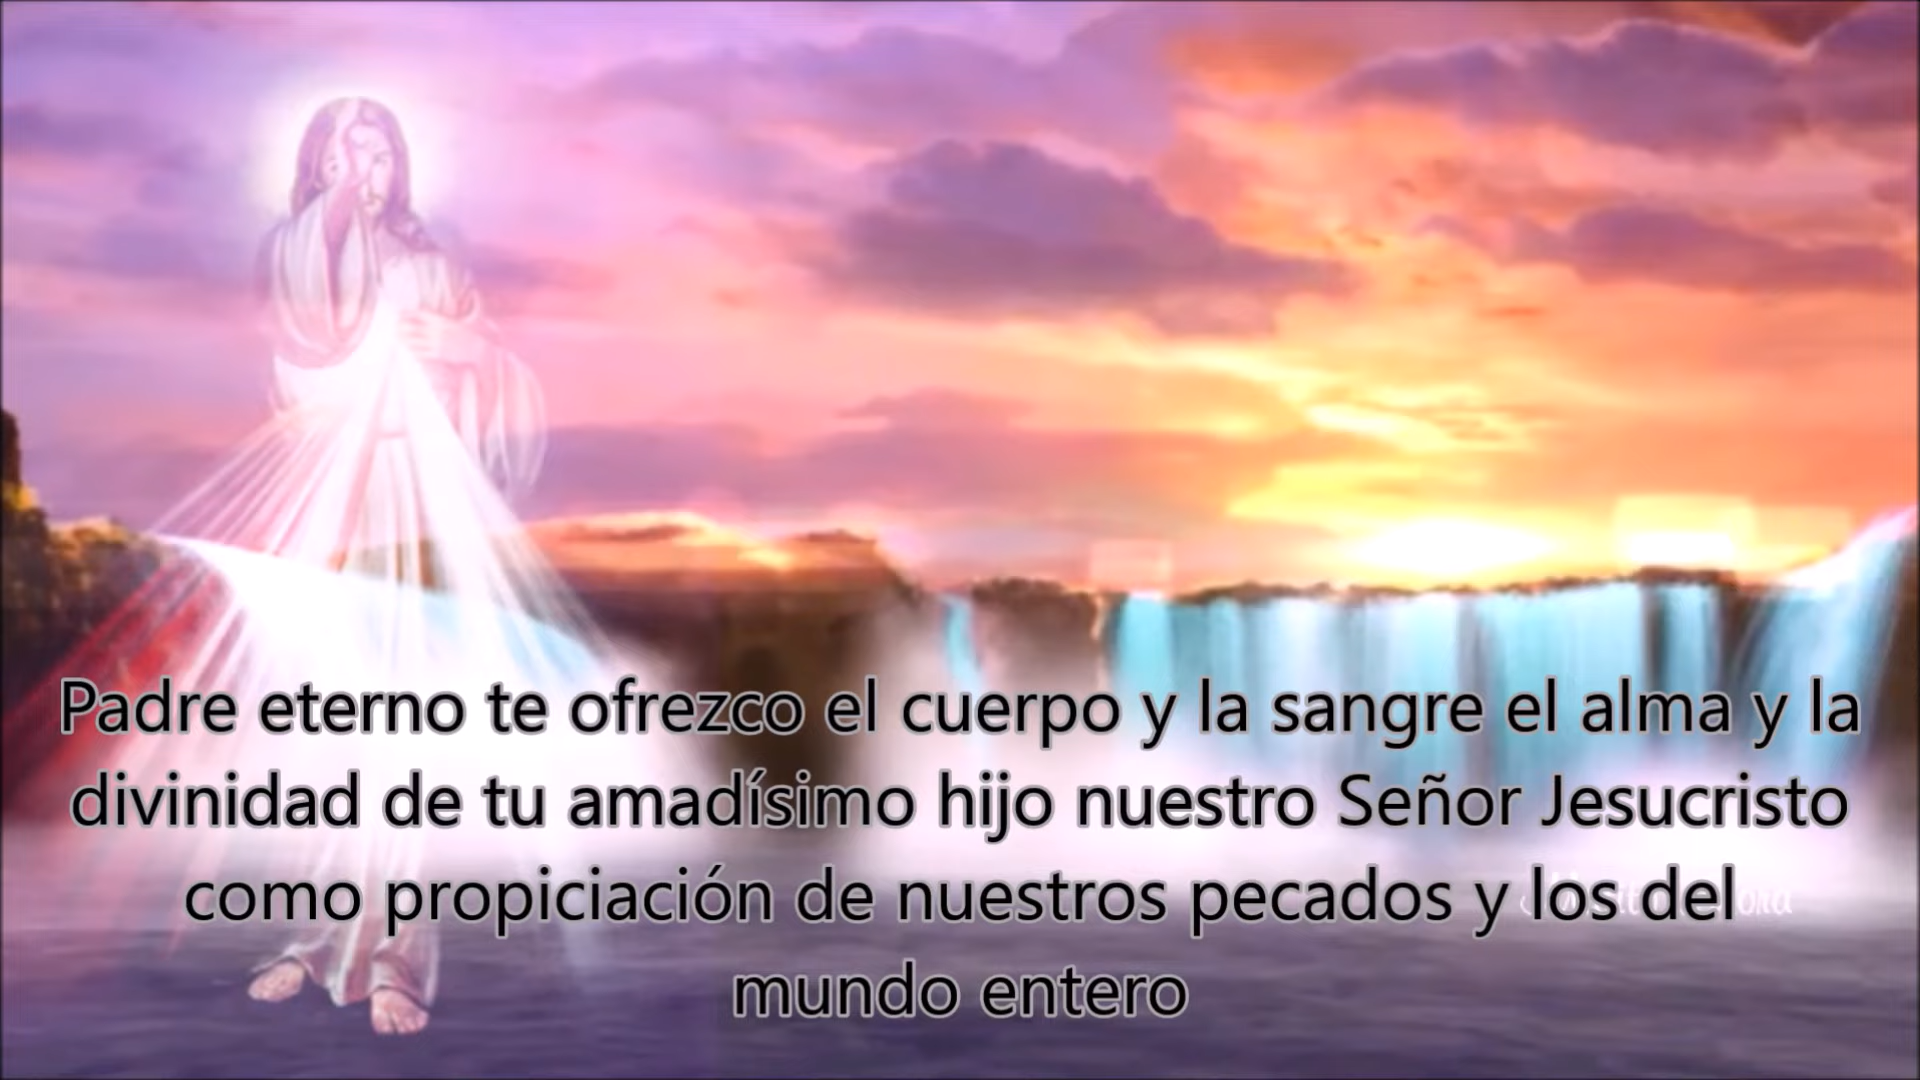 Padre eterno te ofrezco el cuerpo y la sangre el alma y la
divinidad de tu amadísimo hijo nuestro Señor Jesucristo
como propiciación de nuestros pecados y los del
mundo entero